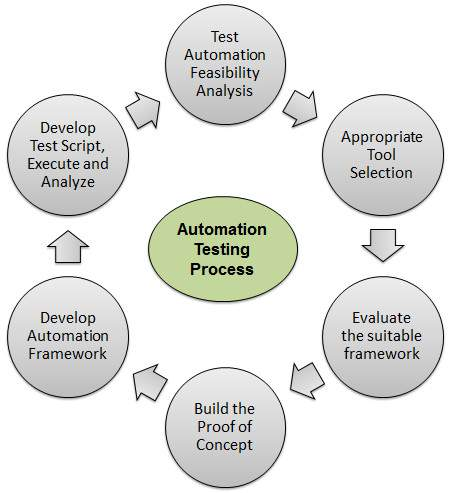 Test
Automation
Feasibility
Analysis
Appropriate
Tool
Selection
Evaluate
the suitable
framework
Build the
Proof of
Concept
Develop
Automation
Framework
Develop
Test Script,
Execute and
Analyze
Automation
Testing
Process